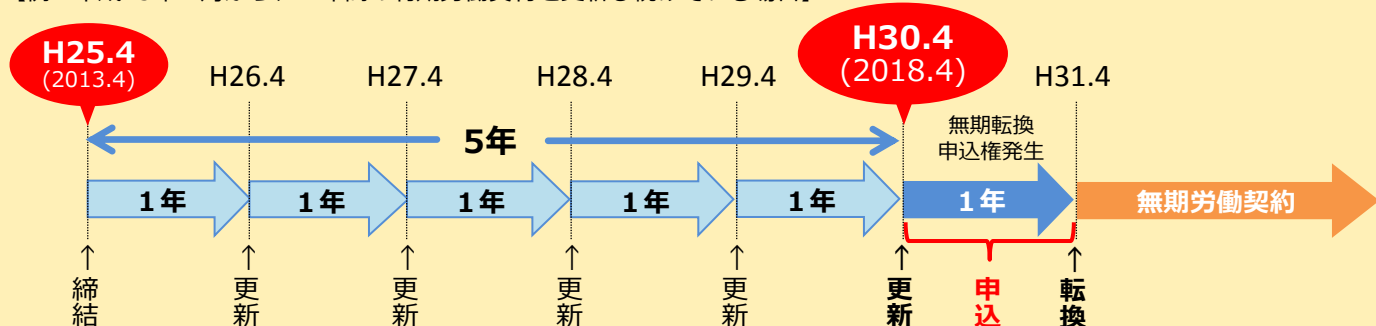 H25.4
(2013.4)
H26.4
H27.4
H28.4
H29.4
H30.4
(2018.4)
H31.4
5年
無期転換
申込権発生
1年
1年
1年
1年
1年
1年
無期労働契約
↑締結
↑更新
↑更新
↑更新
↑更新
↑更新
申込
↑転換